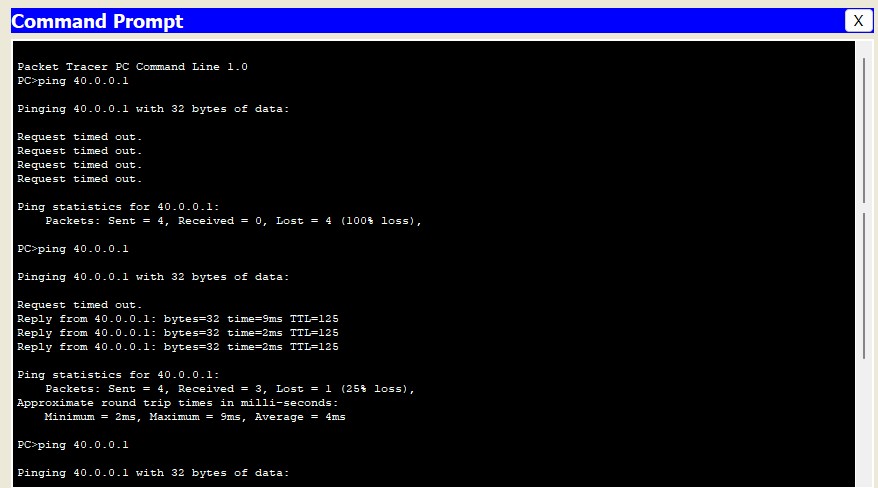 Command Prompt
X
Packet Tracer PC Command Line 1.0
PC>ping 40.0.0.1
Pinging 40.0.0.1 with 32 bytes of data:
Request timed out.
Request timed out.
Request timed out.
Request timed out.
Ping statistics for 40.0.0.1:
    Packets: Sent = 4, Received = 0, Lost = 4 (100% loss),
PC>ping 40.0.0.1
Pinging 40.0.0.1 with 32 bytes of data:
Request timed out.
Reply from 40.0.0.1: bytes=32 time=9ms TTL=125
Reply from 40.0.0.1: bytes=32 time=2ms TTL=125
Reply from 40.0.0.1: bytes=32 time=2ms TTL=125
Ping statistics for 40.0.0.1:
    Packets: Sent = 4, Received = 3, Lost = 1 (25% loss),
Approximate round trip times in milli-seconds:
    Minimum = 2ms, Maximum = 9ms, Average = 4ms
PC>ping 40.0.0.1
Pinging 40.0.0.1 with 32 bytes of data: